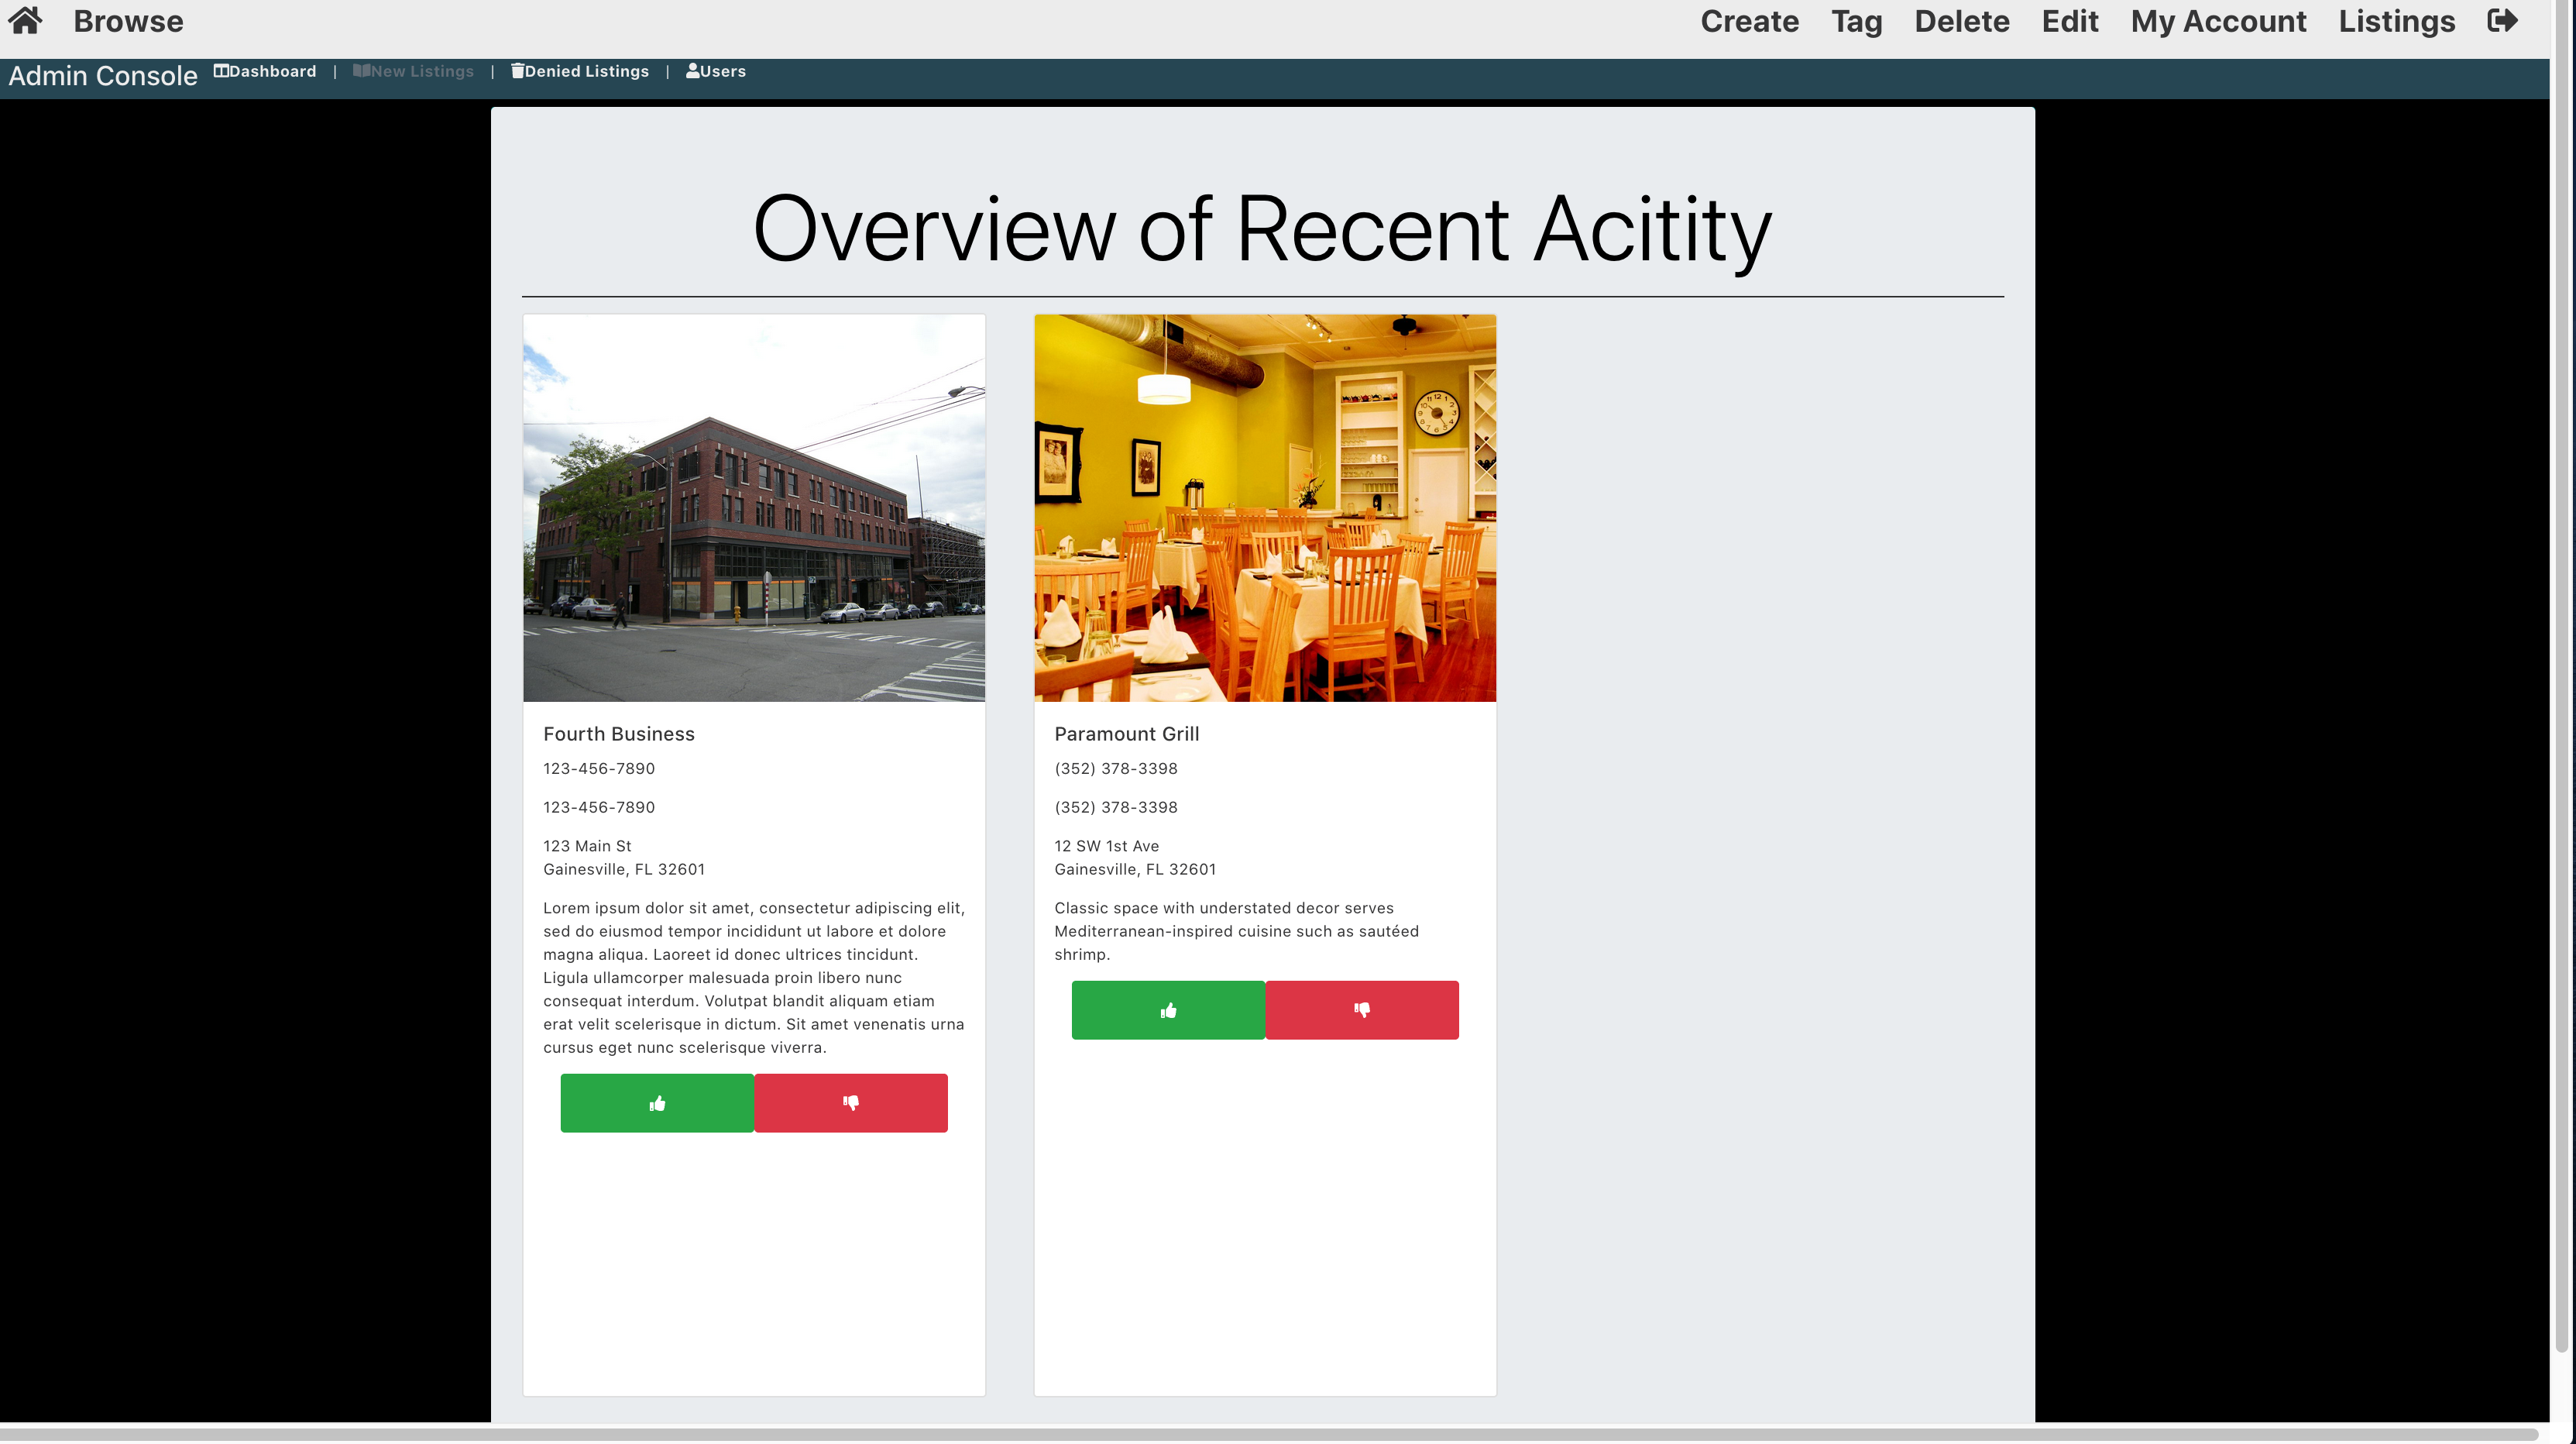 Browse
Create Tag Delete Edit My Account Listings
Admin Console Dashboard | New Listings | Denied Listings | Users
Overview of Recent Acitity
Fourth Business
123-456-7890
123-456-7890
123 Main St
Gainesville, FL 32601
Lorem ipsum dolor sit amet, consectetur adipiscing elit,
sed do eiusmod tempor incididunt ut labore et dolore
magna aliqua. Laoreet id donec ultrices tincidunt.
Ligula ullamcorper malesuada proin libero nunc
consequat interdum. Volutpat blandit aliquam etiam
erat velit scelerisque in dictum. Sit amet venenatis urna
cursus eget nunc scelerisque viverra.
Paramount Grill
(352) 378-3398
(352) 378-3398
12 SW 1st Ave
Gainesville, FL 32601
Classic space with understated decor serves
Mediterranean-inspired cuisine such as sautéed
shrimp.